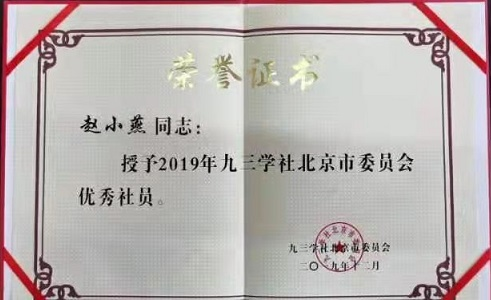 荣誉证书
赵小燕同志：
授予2019年九三学社北京市委员会
优秀社员。
九三学社北京市委员会
二〇一九年十二月